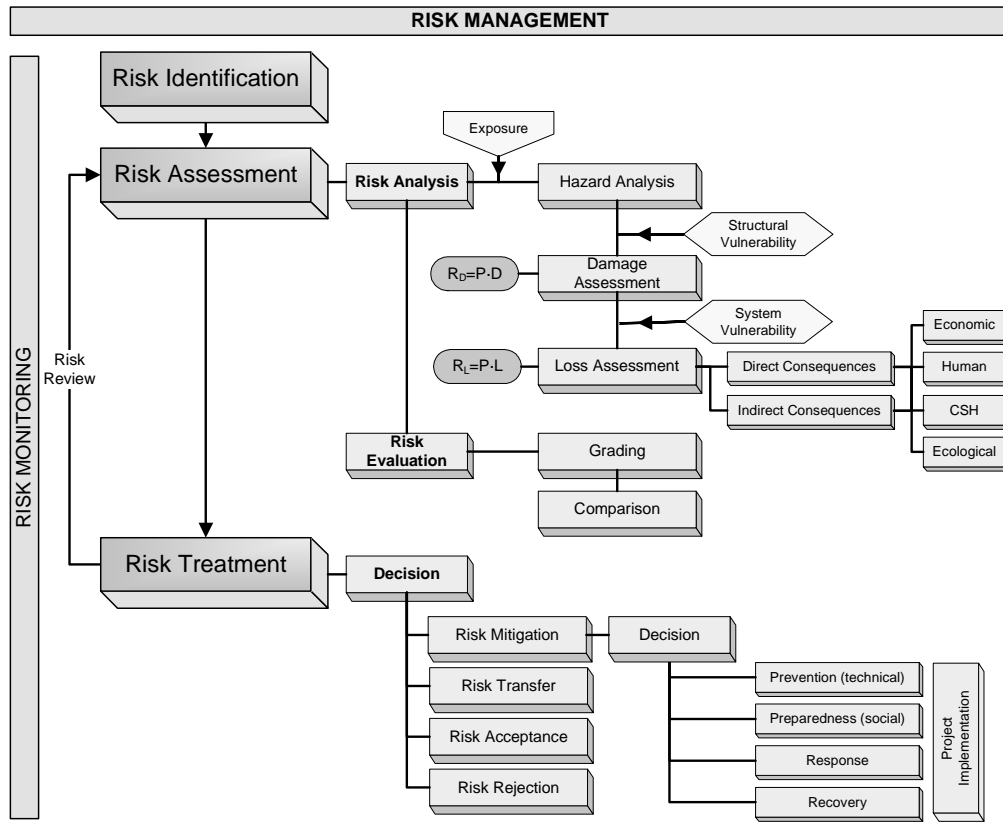 RISK MANAGEMENT
RISK MONITORING
Risk Identification
Exposure
Risk Assessment
Risk Analysis
Hazard Analysis
Structural
Vulnerability
R_D=P·D
Damage
Assessment
System
Vulnerability
Economic
Risk
Review
R_L=P·L
Loss Assessment
Direct Consequences
Human
Indirect Consequences
CSH
Risk
Evaluation
Grading
Ecological
Comparison
Risk Treatment
Decision
Risk Mitigation
Decision
Risk Transfer
Risk Acceptance
Risk Rejection
Prevention (technical)
Preparedness (social)
Response
Recovery
Project
Implementation